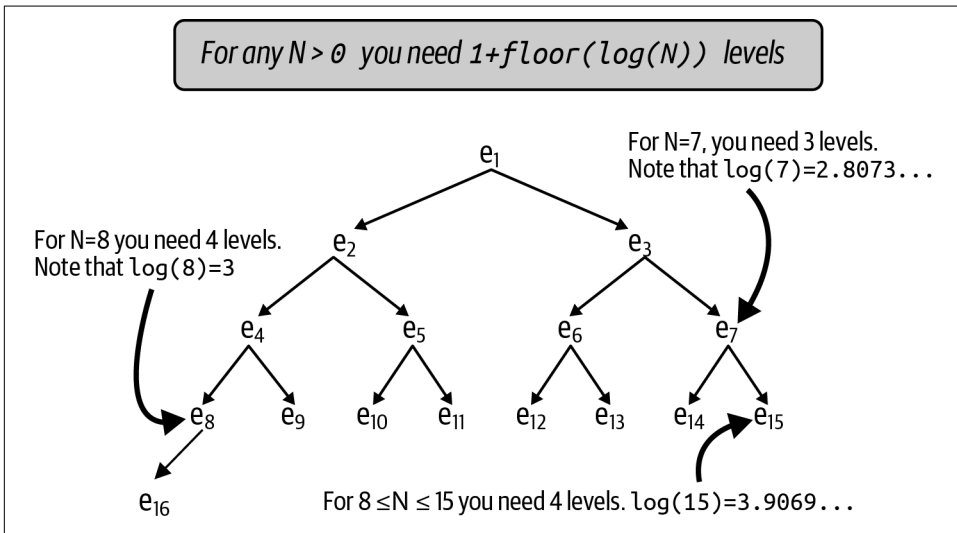 For any N > 0 you need 1+floor(log(N)) levels
For N=7, you need 3 levels.
Note that log(7)=2.8073...
e₁
For N=8 you need 4 levels.
Note that log(8)=3
e₂ e₃
e₄ e₅ e₆ e₇
e₈ e₉ e₁₀ e₁₁ e₁₂ e₁₃ e₁₄ e₁₅
e₁₆
For 8 ≤N ≤ 15 you need 4 levels. log(15)=3.9069...